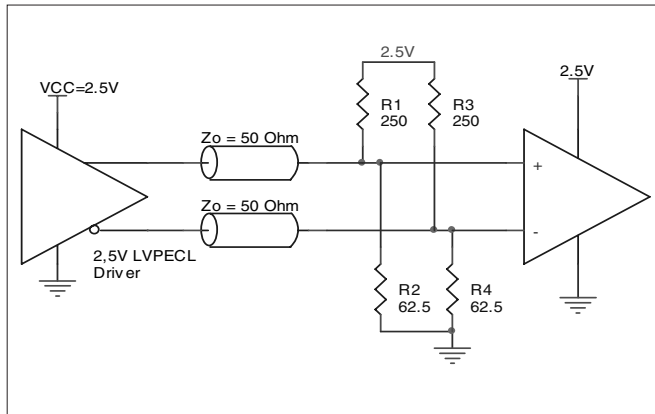 2.5V
VCC=2.5V
2.5V
R1
250
R3
250
Zo = 50 Ohm
+
Zo = 50 Ohm
-
2,5V LVPECL
Driver
R2
62.5
R4
62.5